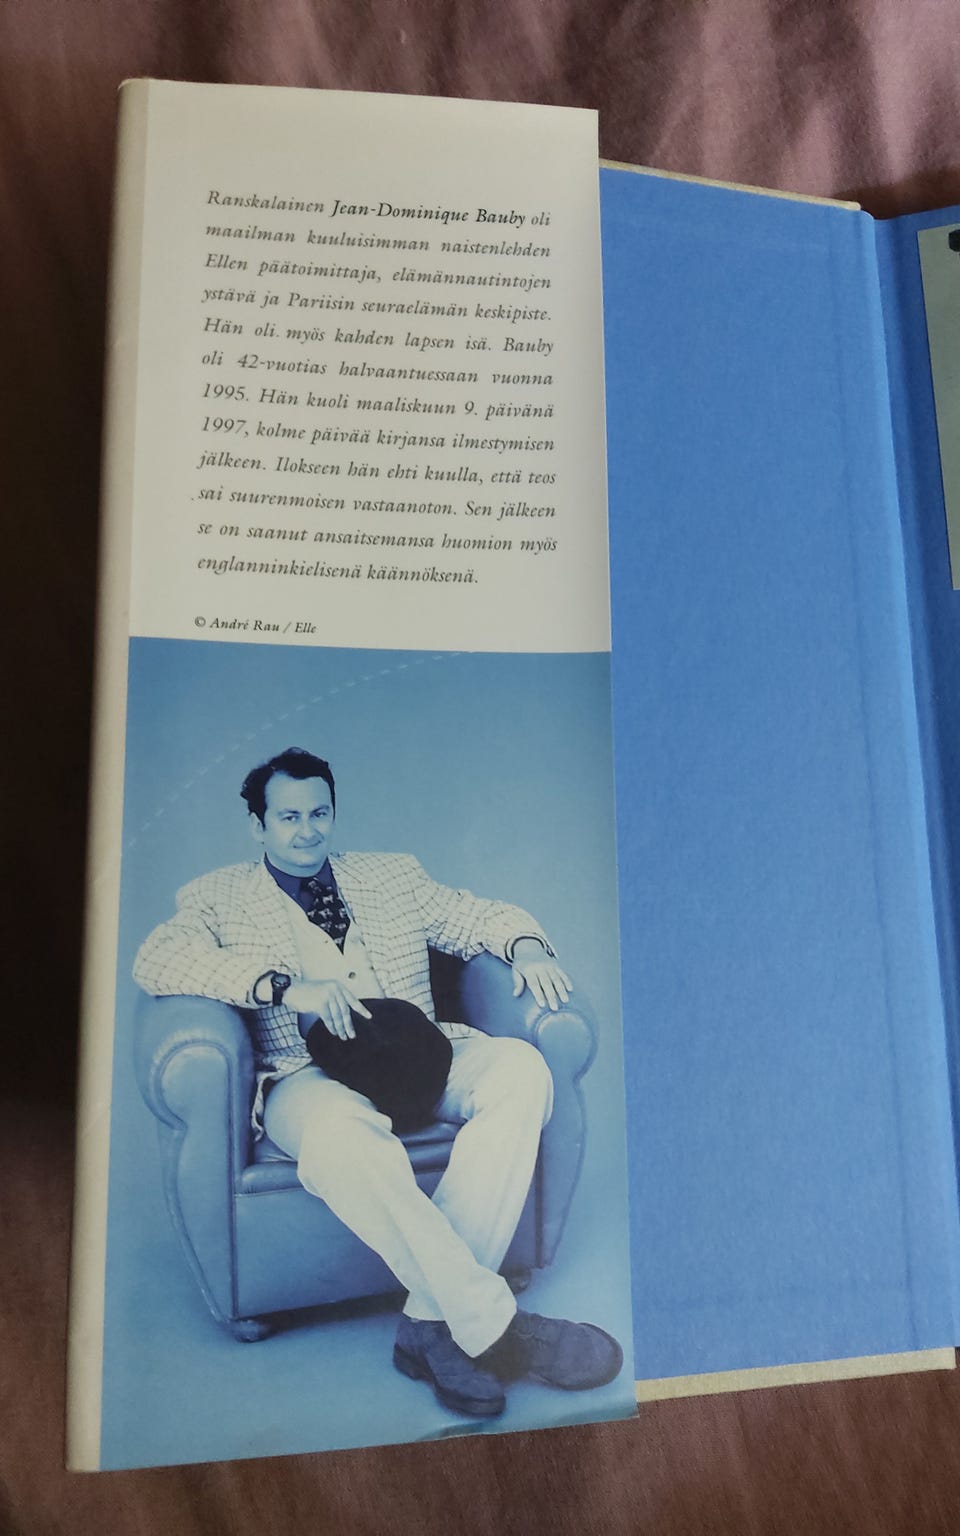 Ranskalainen Jean-Dominique Bauby oli
maailman kuuluisimman naistenlehden
Ellen päätoimittaja, elämännautintojen
ystävä ja Pariisin seuraelämän keskipiste.
Hän oli myös kahden lapsen isä. Bauby
oli 42-vuotias halvaantuessaan vuonna
1995. Hän kuoli maaliskuun 9. päivänä
1997, kolme päivää kirjansa ilmestymisen
jälkeen. Ilokseen hän ehti kuulla, että teos
sai suurenmoisen vastaanoton. Sen jälkeen
se on saanut ansaitsemansa huomion myös
englanninkielisenä käännöksenä.
© André Rau / Elle